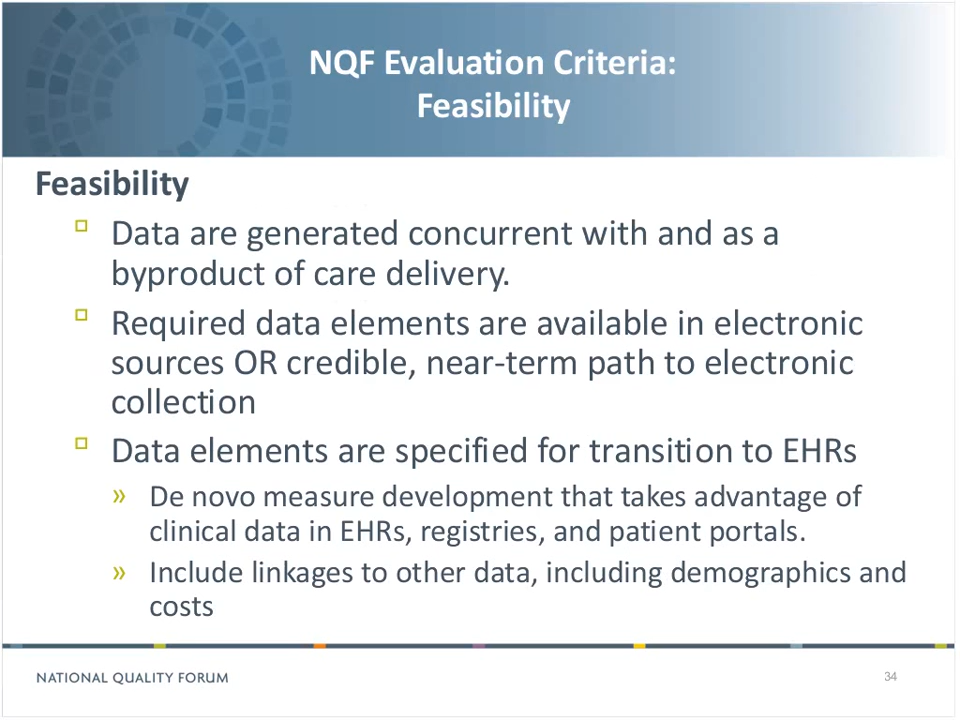 NQF Evaluation Criteria:
Feasibility
Feasibility
Data are generated concurrent with and as a
byproduct of care delivery.
Required data elements are available in electronic
sources OR credible, near-term path to electronic
collection
Data elements are specified for transition to EHRs
» De novo measure development that takes advantage of
clinical data in EHRs, registries, and patient portals.
» Include linkages to other data, including demographics and
costs
NATIONAL QUALITY FORUM
34